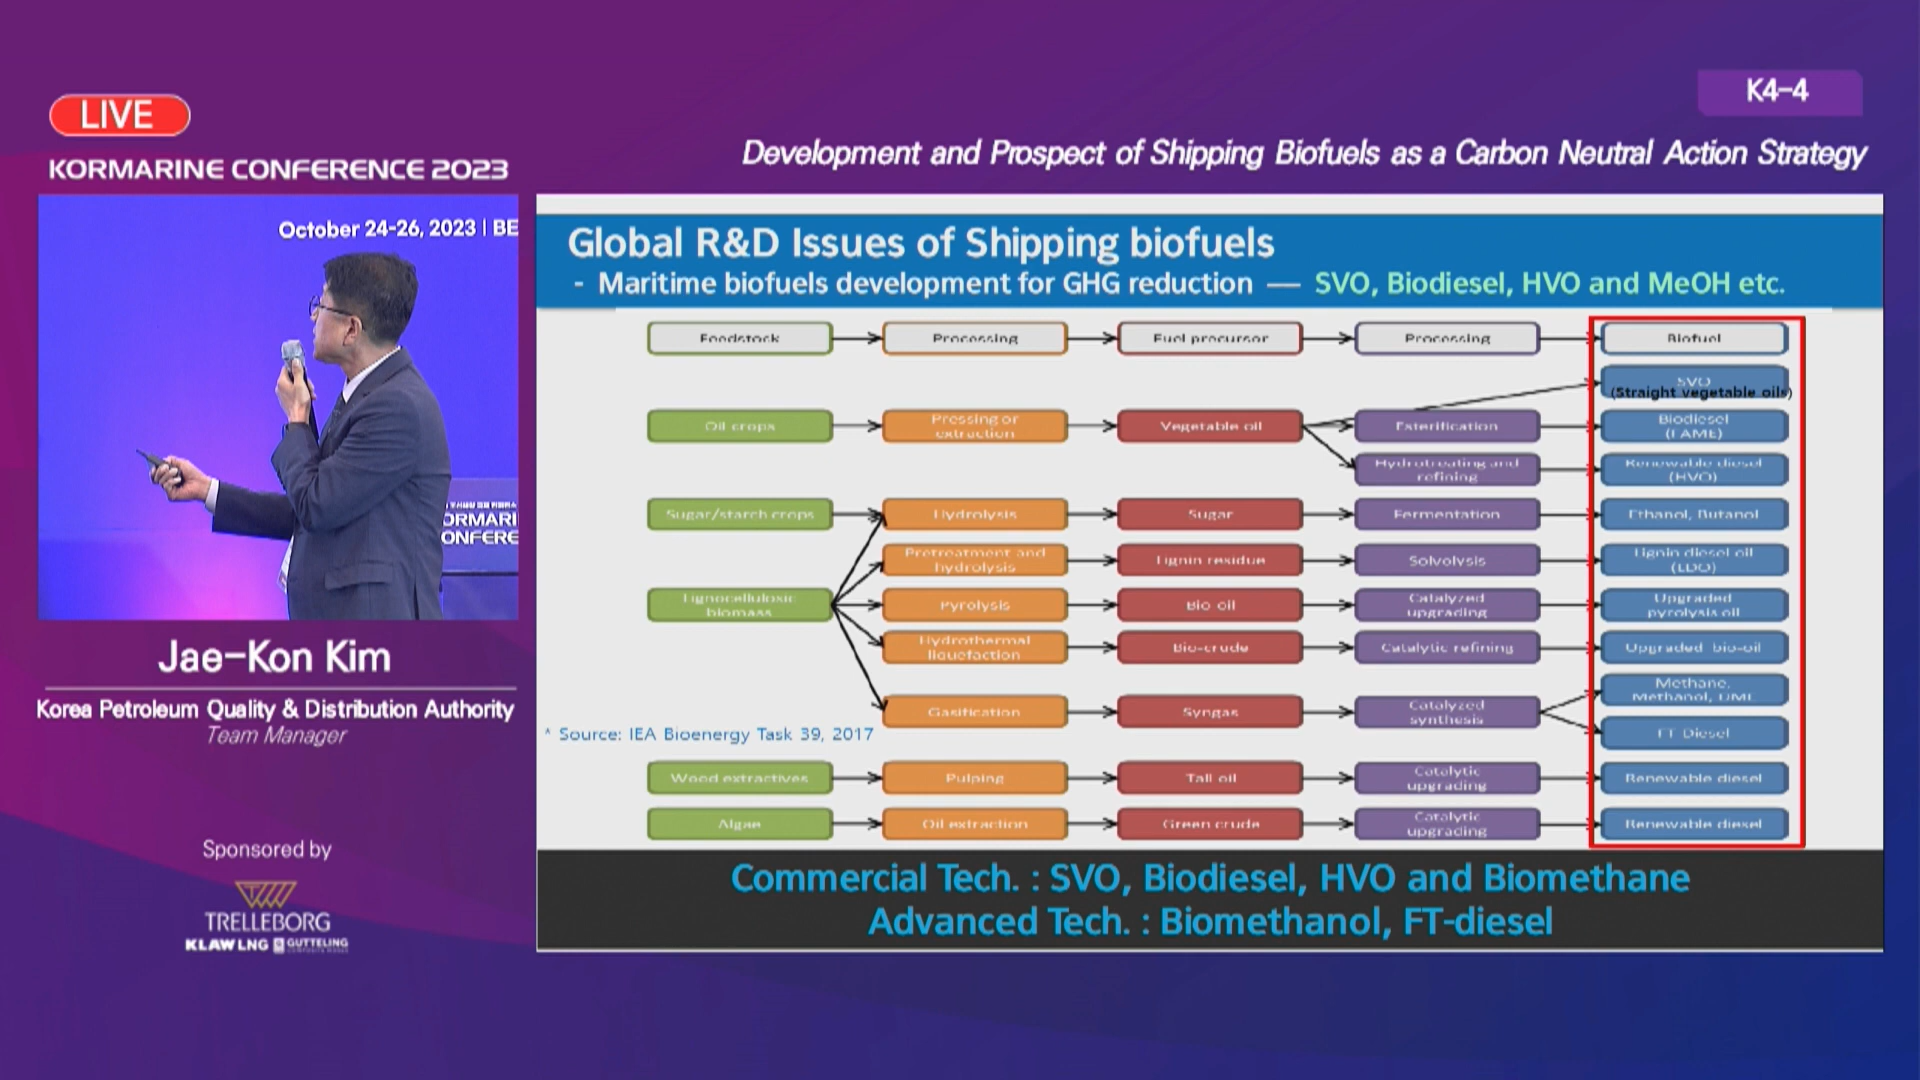 LIVE
KORMARINE CONFERENCE 2023
K4-4
Development and Prospect of Shipping Biofuels as a Carbon Neutral Action Strategy
October 24-26, 2023 | BE
ORMARI
ONFERE
Jae-Kon Kim
Korea Petroleum Quality & Distribution Authority
Team Manager
Sponsored by
TRELLEBORG
KLAW LNG GUTTELING
Global R&D Issues of Shipping biofuels
- Maritime biofuels development for GHG reduction — SVO, Biodiesel, HVO and MeOH etc.
Feedstock
Processing
Fuel precursor
Processing
Biofuel
SVO
(Straight vegetable oils)
Oil crops
Pressing or
extraction
Vegetable oil
Esterification
Biodiesel
(FAME)
Hydrotreating and
refining
Renewable diesel
(HVO)
Sugar/starch crops
Hydrolysis
Sugar
Fermentation
Ethanol, Butanol
Pretreatment and
hydrolysis
Lignin residue
Solvolysis
Lignin diesel oil
(LDO)
Lignocellulosic
biomass
Pyrolysis
Bio oil
Catalyzed
upgrading
Upgraded
pyrolysis oil
Hydrothermal
liquefaction
Bio-crude
Catalytic refining
Upgraded bio-oil
Gasification
Syngas
Catalyzed
synthesis
Methane,
Methanol, DME
FT Diesel
* Source: IEA Bioenergy Task 39, 2017
Wood extractives
Pulping
Tall oil
Catalytic
upgrading
Renewable diesel
Algae
Oil extraction
Green crude
Catalytic
upgrading
Renewable diesel
Commercial Tech. : SVO, Biodiesel, HVO and Biomethane
Advanced Tech. : Biomethanol, FT-diesel